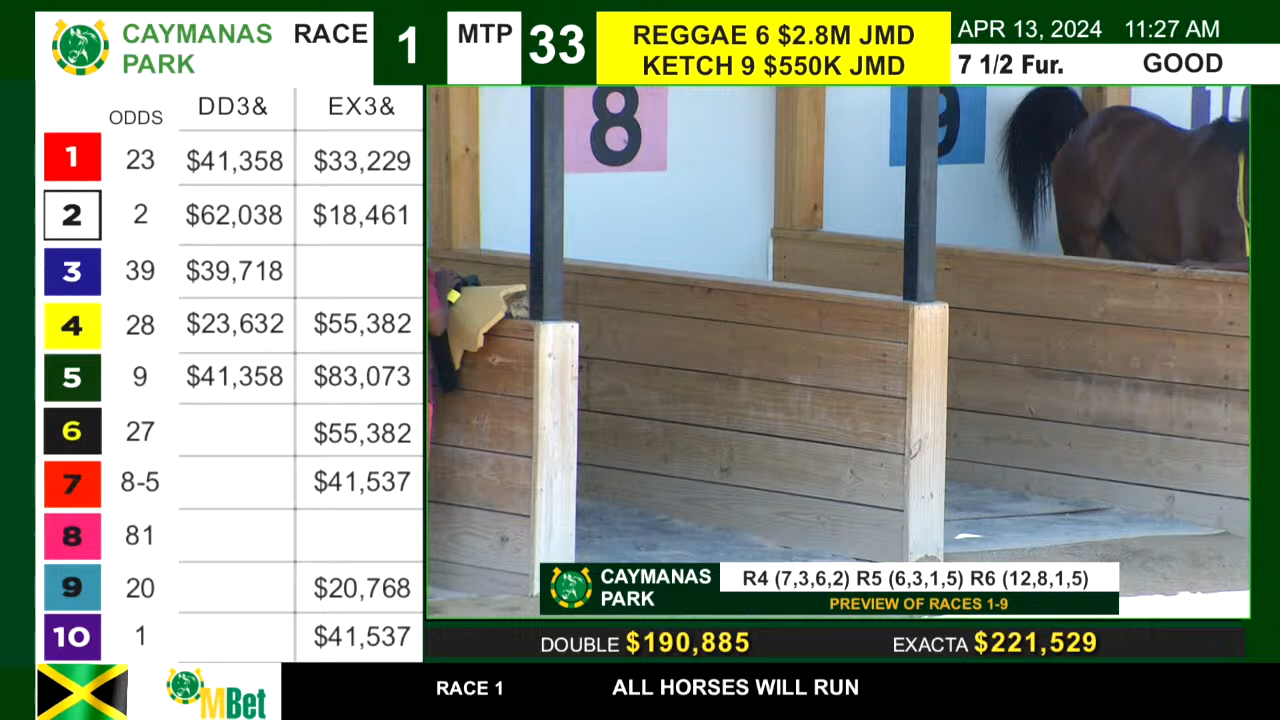 CAYMANAS PARK
RACE 1
MTP 33
REGGAE 6 $2.8M JMD
KETCH 9 $550K JMD
APR 13, 2024 11:27 AM
7 1/2 Fur. GOOD
ODDS DD3& EX3&
1 23 $41,358 $33,229
2 2 $62,038 $18,461
3 39 $39,718
4 28 $23,632 $55,382
5 9 $41,358 $83,073
6 27 $55,382
7 8-5 $41,537
8 81
9 20 $20,768
10 1 $41,537
8
9
10
CAYMANAS PARK
R4 (7,3,6,2) R5 (6,3,1,5) R6 (12,8,1,5)
PREVIEW OF RACES 1-9
DOUBLE $190,885 EXACTA $221,529
MBet
RACE 1 ALL HORSES WILL RUN